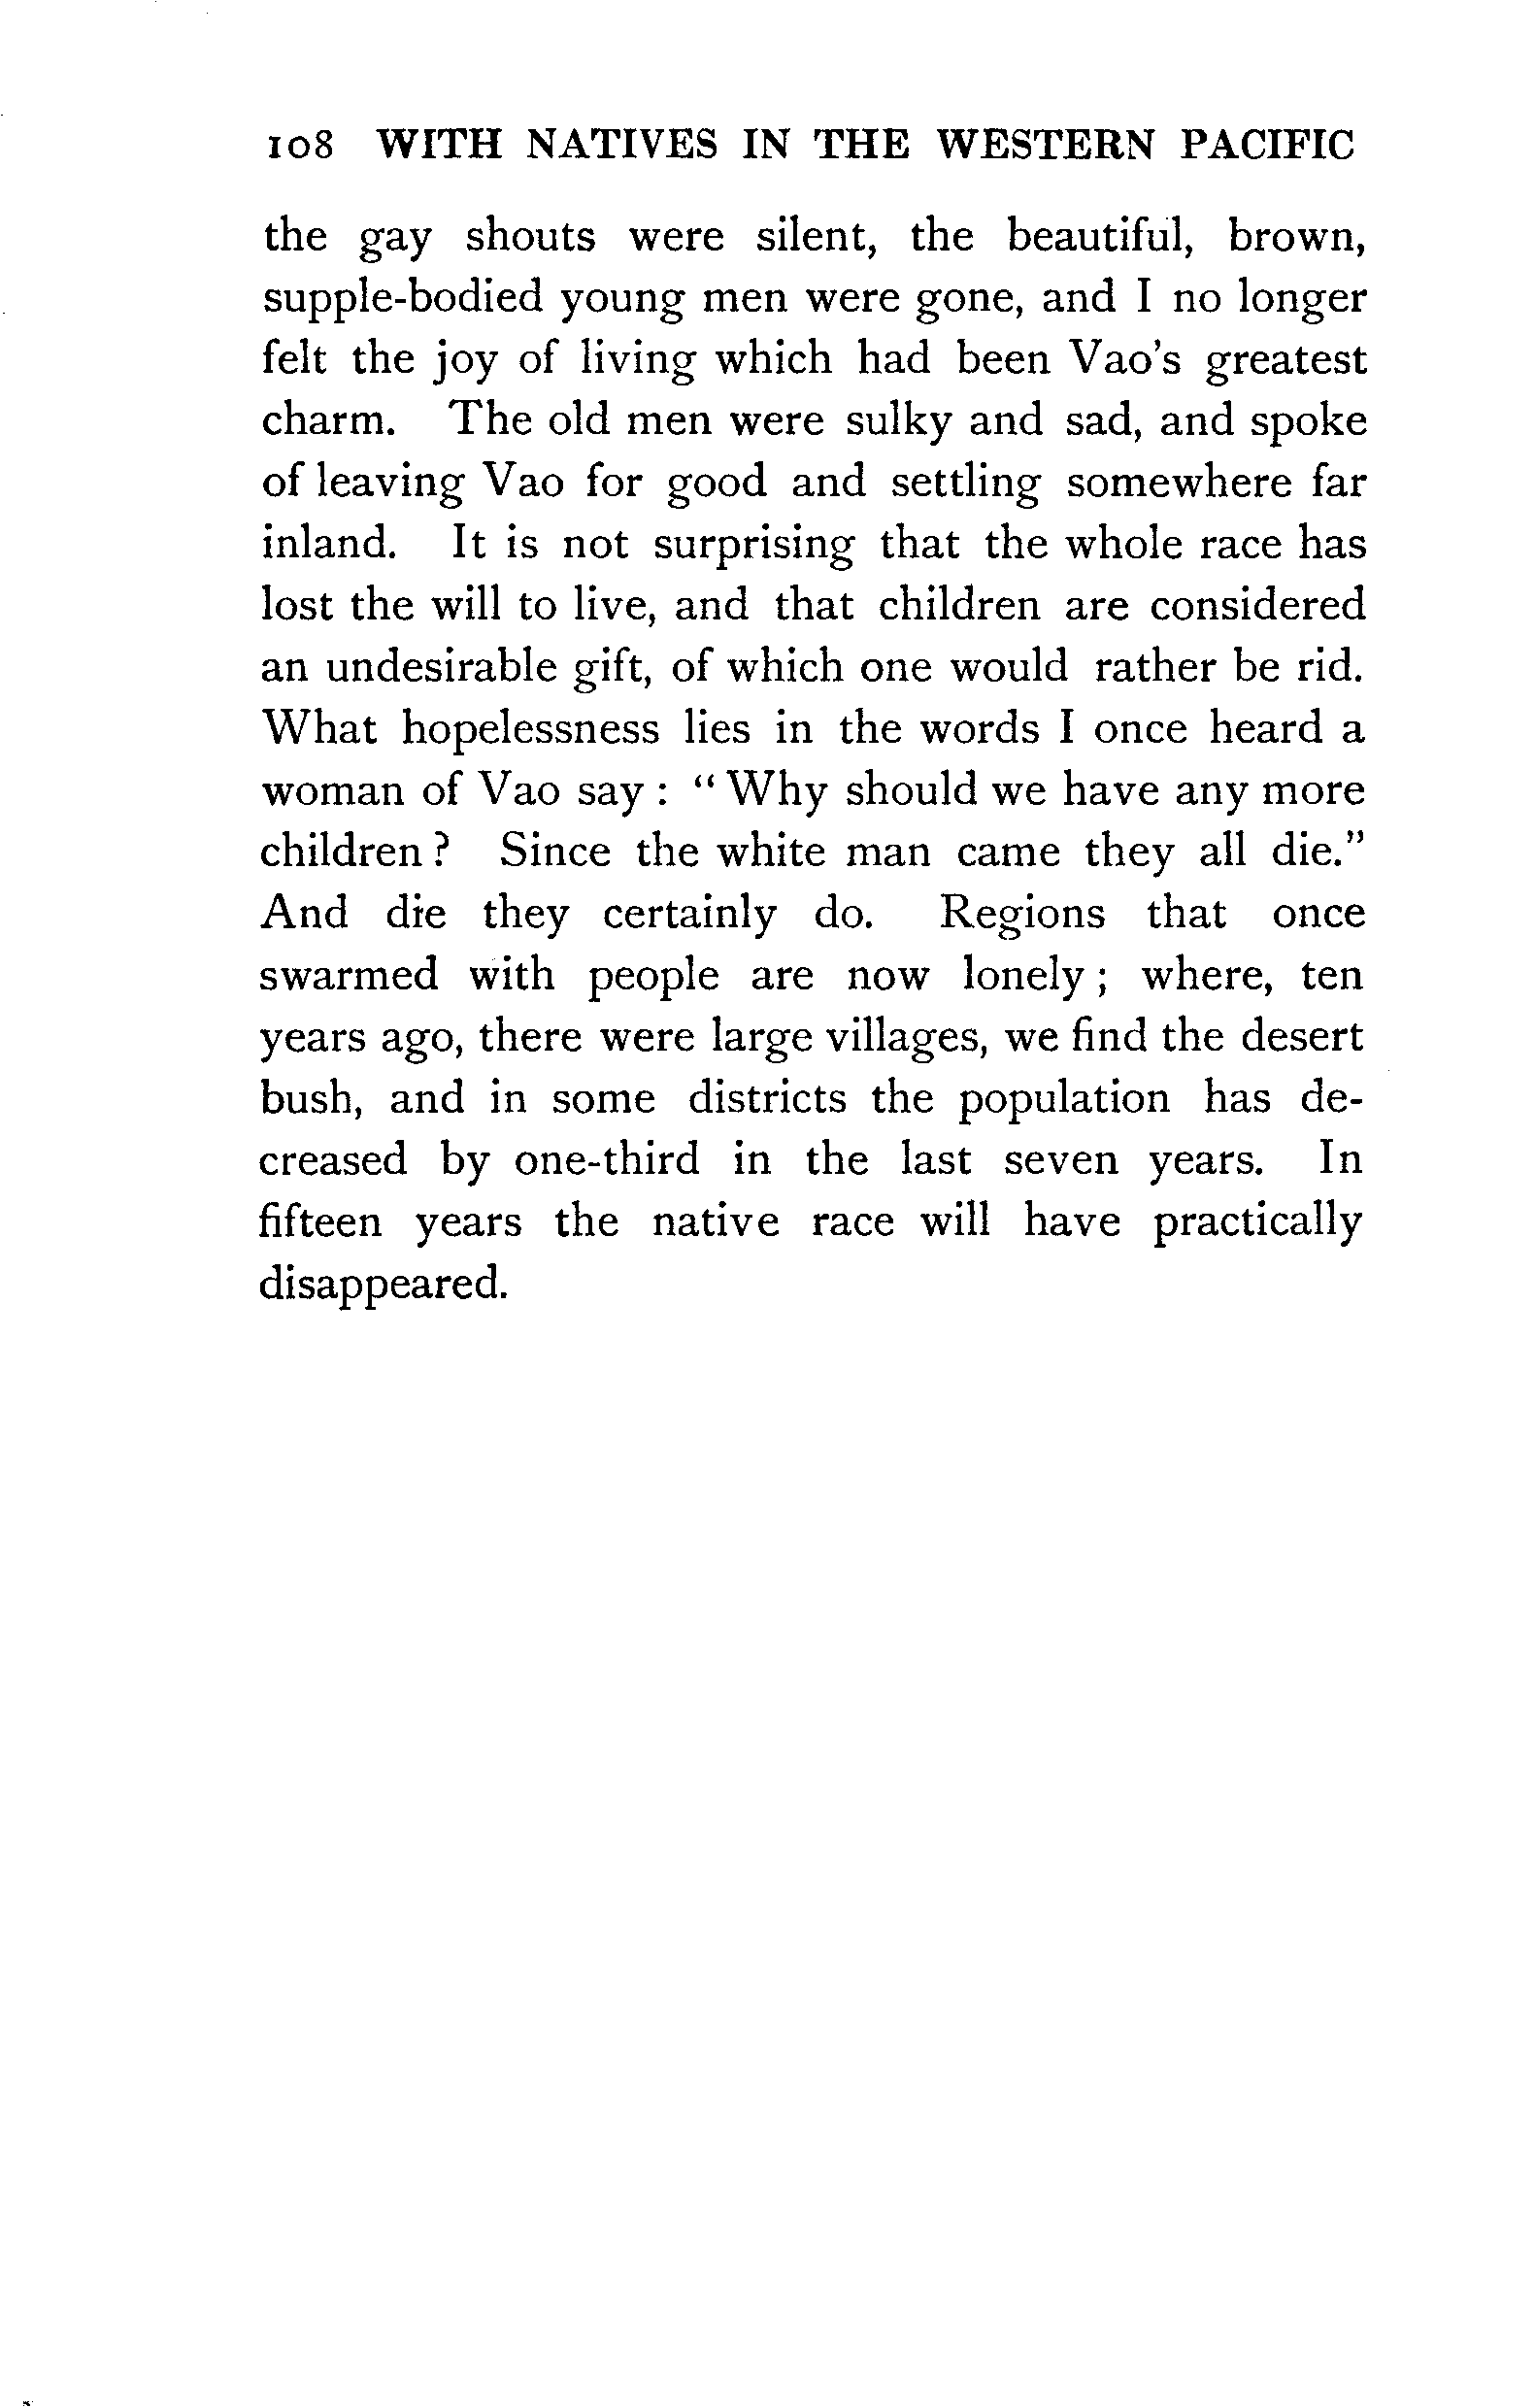 108 WITH NATIVES IN THE WESTERN PACIFIC
the gay shouts were silent, the beautiful, brown,
supple-bodied young men were gone, and I no longer
felt the joy of living which had been Vao's greatest
charm. The old men were sulky and sad, and spoke
of leaving Vao for good and settling somewhere far
inland. It is not surprising that the whole race has
lost the will to live, and that children are considered
an undesirable gift, of which one would rather be rid.
What hopelessness lies in the words I once heard a
woman of Vao say : “ Why should we have any more
children ? Since the white man came they all die.”
And die they certainly do. Regions that once
swarmed with people are now lonely ; where, ten
years ago, there were large villages, we find the desert
bush, and in some districts the population has de-
creased by one-third in the last seven years. In
fifteen years the native race will have practically
disappeared.